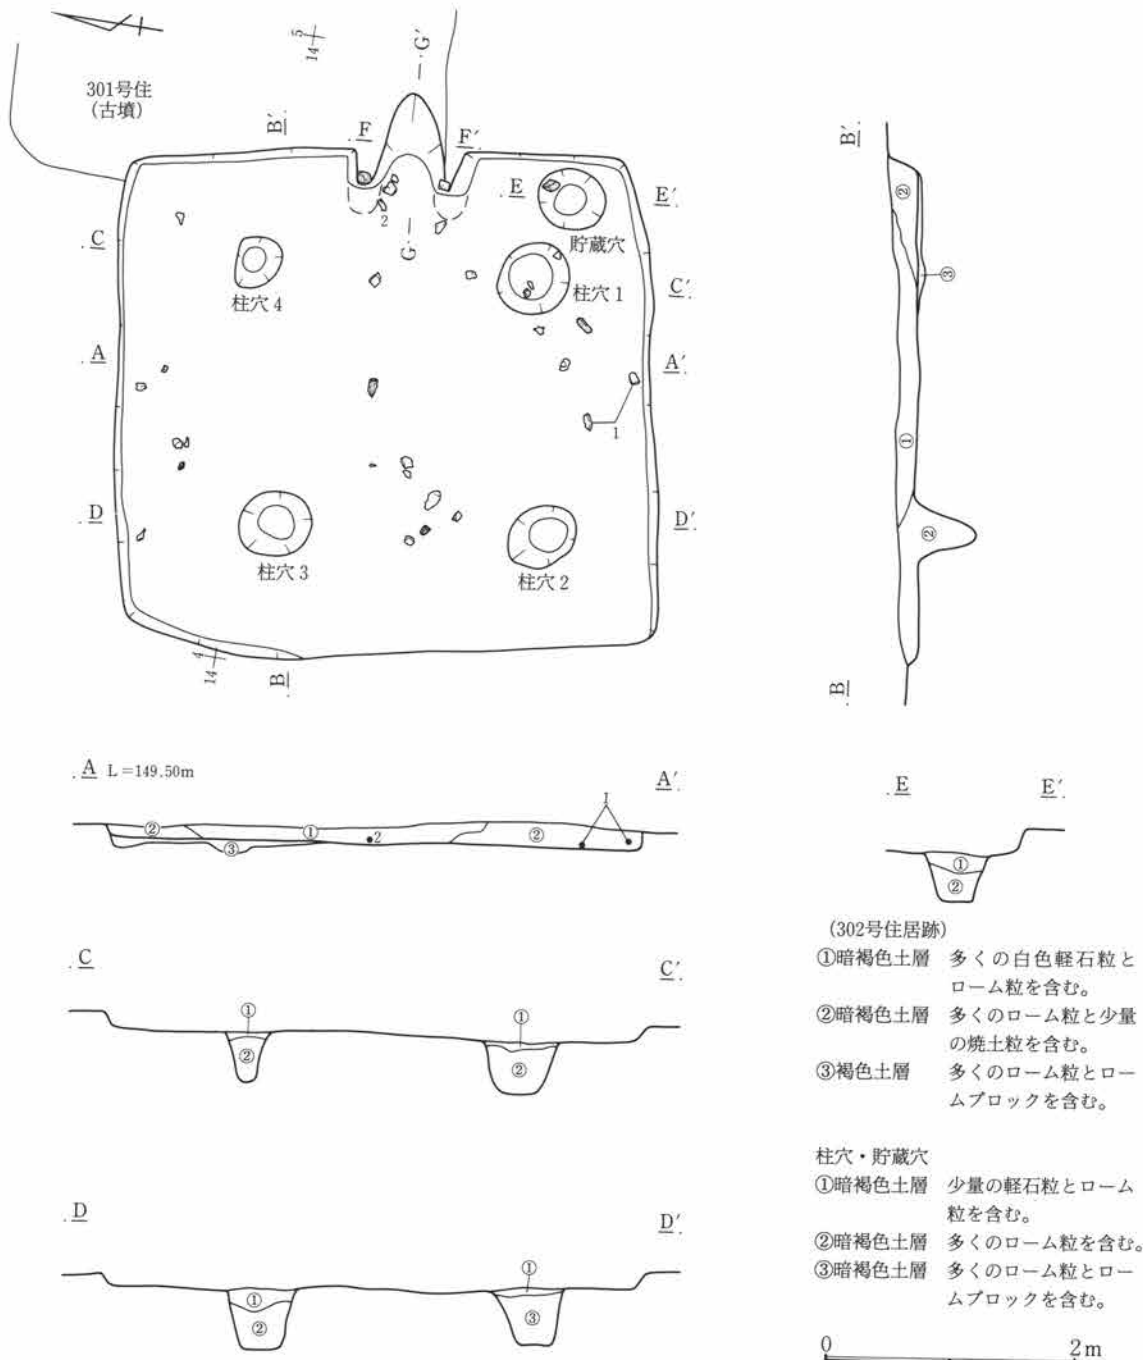 301号住
(古墳)
5
14
G′
B′
F
F′
E
E′
2
G
貯蔵穴
C
C′
柱穴 4
柱穴 1
A
A′
1
D
D′
柱穴 3
柱穴 2
4
14
B
B′
②
③
①
②
B
A L=149.50m
A′
1
②
①
2
②
③
E
E′
①
②
C
C′
①
①
②
②
D
D′
①
①
②
③
(302号住居跡)
①暗褐色土層 多くの白色軽石粒と
ローム粒を含む。
②暗褐色土層 多くのローム粒と少量
の焼土粒を含む。
③褐色土層 多くのローム粒とロー
ムブロックを含む。
柱穴・貯蔵穴
①暗褐色土層 少量の軽石粒とローム
粒を含む。
②暗褐色土層 多くのローム粒を含む。
③暗褐色土層 多くのローム粒とロー
ムブロックを含む。
0 2m